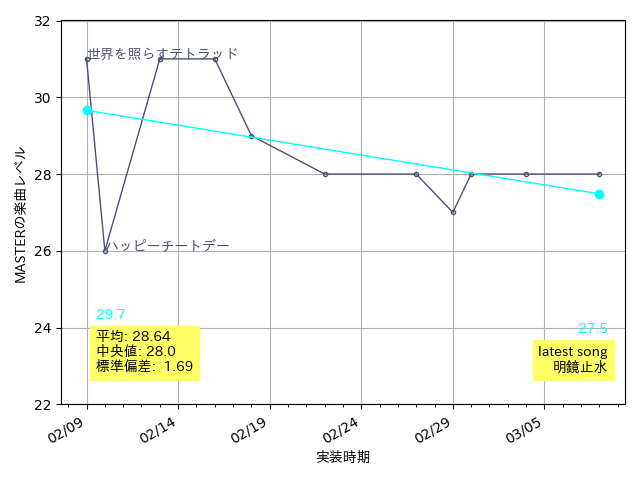 32
30
28
26
24
22
MASTERの楽曲レベル
世界を照らすテトラッド
ハッピーチートデー
29.7
平均: 28.64
中央値: 28.0
標準偏差: 1.69
27.5
latest song
明鏡止水
02/09
02/14
02/19
02/24
02/29
03/05
実装時期